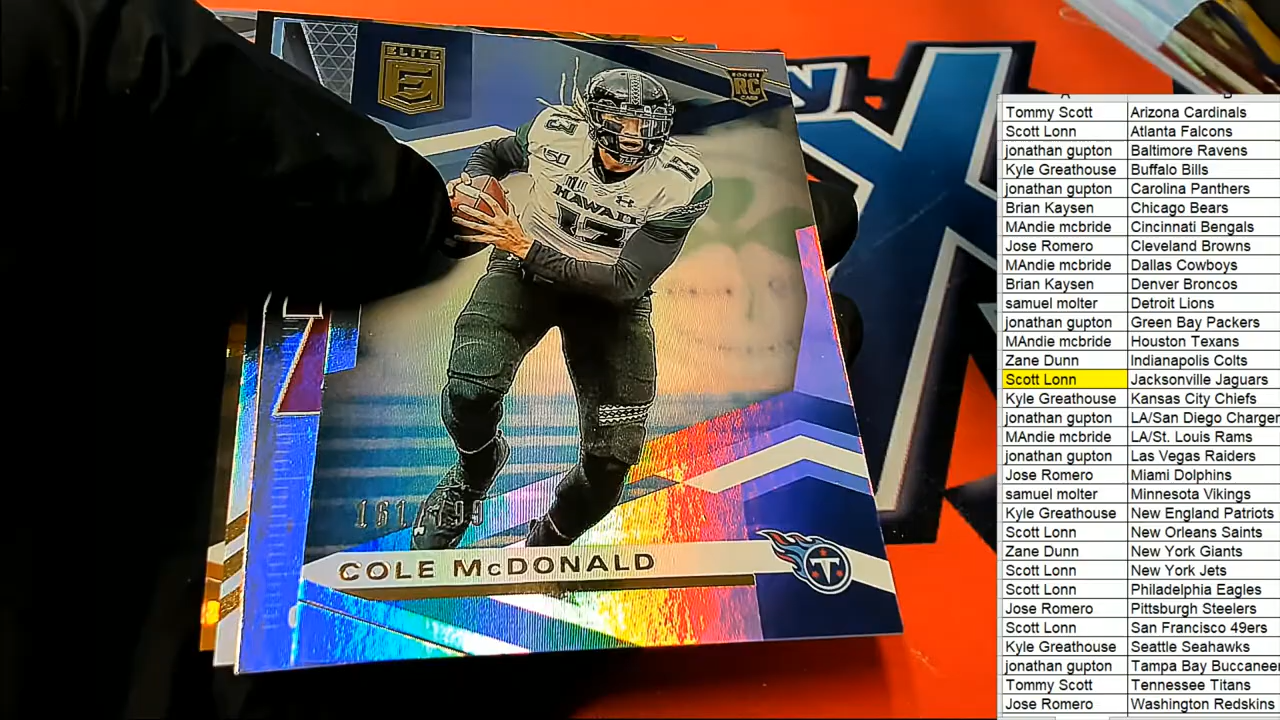 ELITE
E
ROOKIE
RC
CARD
13
13
150
HAWAII
13
161/199
COLE McDONALD
T
A B
Tommy Scott Arizona Cardinals
Scott Lonn Atlanta Falcons
jonathan gupton Baltimore Ravens
Kyle Greathouse Buffalo Bills
jonathan gupton Carolina Panthers
Brian Kaysen Chicago Bears
MAndie mcbride Cincinnati Bengals
Jose Romero Cleveland Browns
MAndie mcbride Dallas Cowboys
Brian Kaysen Denver Broncos
samuel molter Detroit Lions
jonathan gupton Green Bay Packers
MAndie mcbride Houston Texans
Zane Dunn Indianapolis Colts
Scott Lonn Jacksonville Jaguars
Kyle Greathouse Kansas City Chiefs
jonathan gupton LA/San Diego Charger
MAndie mcbride LA/St. Louis Rams
jonathan gupton Las Vegas Raiders
Jose Romero Miami Dolphins
samuel molter Minnesota Vikings
Kyle Greathouse New England Patriots
Scott Lonn New Orleans Saints
Zane Dunn New York Giants
Scott Lonn New York Jets
Scott Lonn Philadelphia Eagles
Jose Romero Pittsburgh Steelers
Scott Lonn San Francisco 49ers
Kyle Greathouse Seattle Seahawks
jonathan gupton Tampa Bay Buccaneer
Tommy Scott Tennessee Titans
Jose Romero Washington Redskins